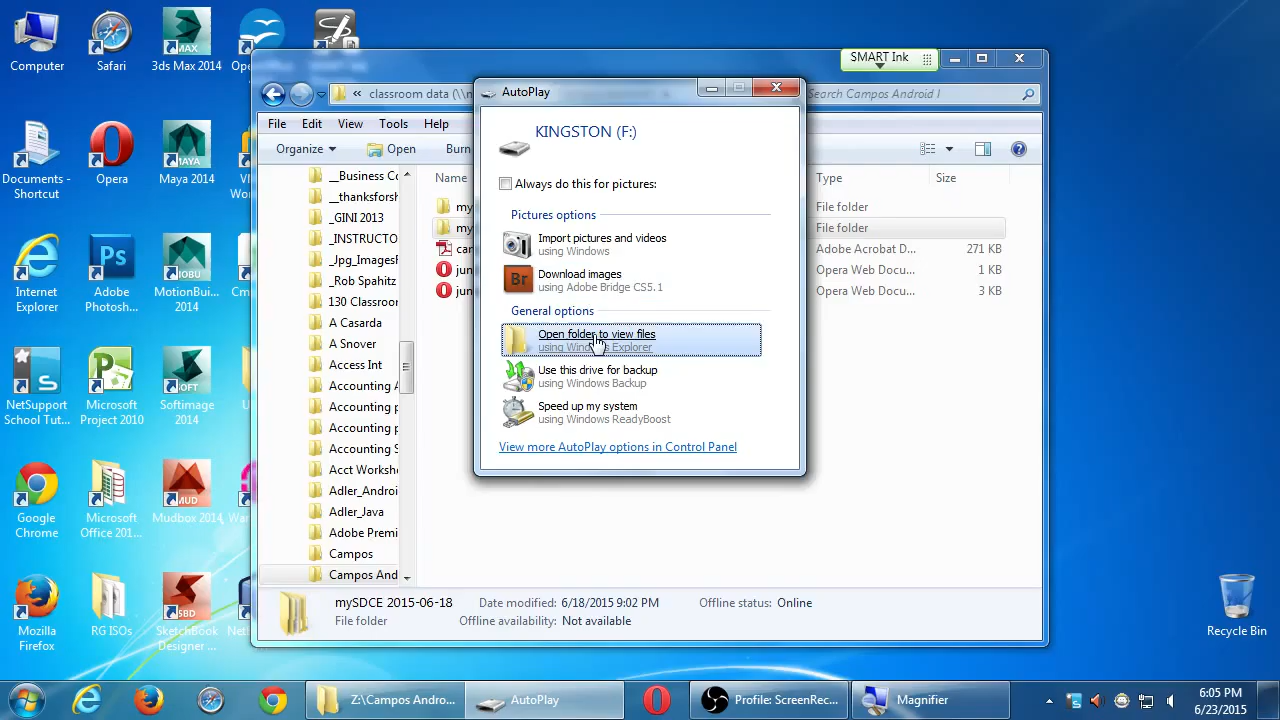 Computer
Safari
3ds Max 2014
SMART Ink
classroom data (\\
Search Campos Android I
File Edit View Tools Help
Organize
Open
Burn
Name
Type
Size
AutoPlay
KINGSTON (F:)
Always do this for pictures:
Pictures options
Import pictures and videos
using Windows
Download images
using Adobe Bridge CS5.1
General options
Open folder to view files
using Windows Explorer
Use this drive for backup
using Windows Backup
Speed up my system
using Windows ReadyBoost
View more AutoPlay options in Control Panel
Documents -
Shortcut
Opera
Maya 2014
Internet
Explorer
Adobe
Photosh...
MotionBui...
2014
NetSupport
School Tut...
Microsoft
Project 2010
Softimage
2014
Google
Chrome
Microsoft
Office 201...
Mudbox 2014
Mozilla
Firefox
RG ISOs
SketchBook
Designer ...
__Business Co
__thanksforsh
_GINI 2013
_INSTRUCTO
_Jpg_ImagesF
_Rob Spahitz
130 Classroom
A Casarda
A Snover
Access Int
Accounting A
Accounting p
Accounting p
Accounting p
Accounting S
Acct Worksh
Adler_Androi
Adler_Java
Adobe Premi
Campos
Campos And
my
File folder
my
File folder
Adobe Acrobat D... 271 KB
jun
Opera Web Docu... 1 KB
jun
Opera Web Docu... 3 KB
mySDCE 2015-06-18
File folder
Date modified: 6/18/2015 9:02 PM
Offline availability: Not available
Offline status: Online
Recycle Bin
Z:\Campos Andro...
AutoPlay
Profile: ScreenRec...
Magnifier
6:05 PM
6/23/2015